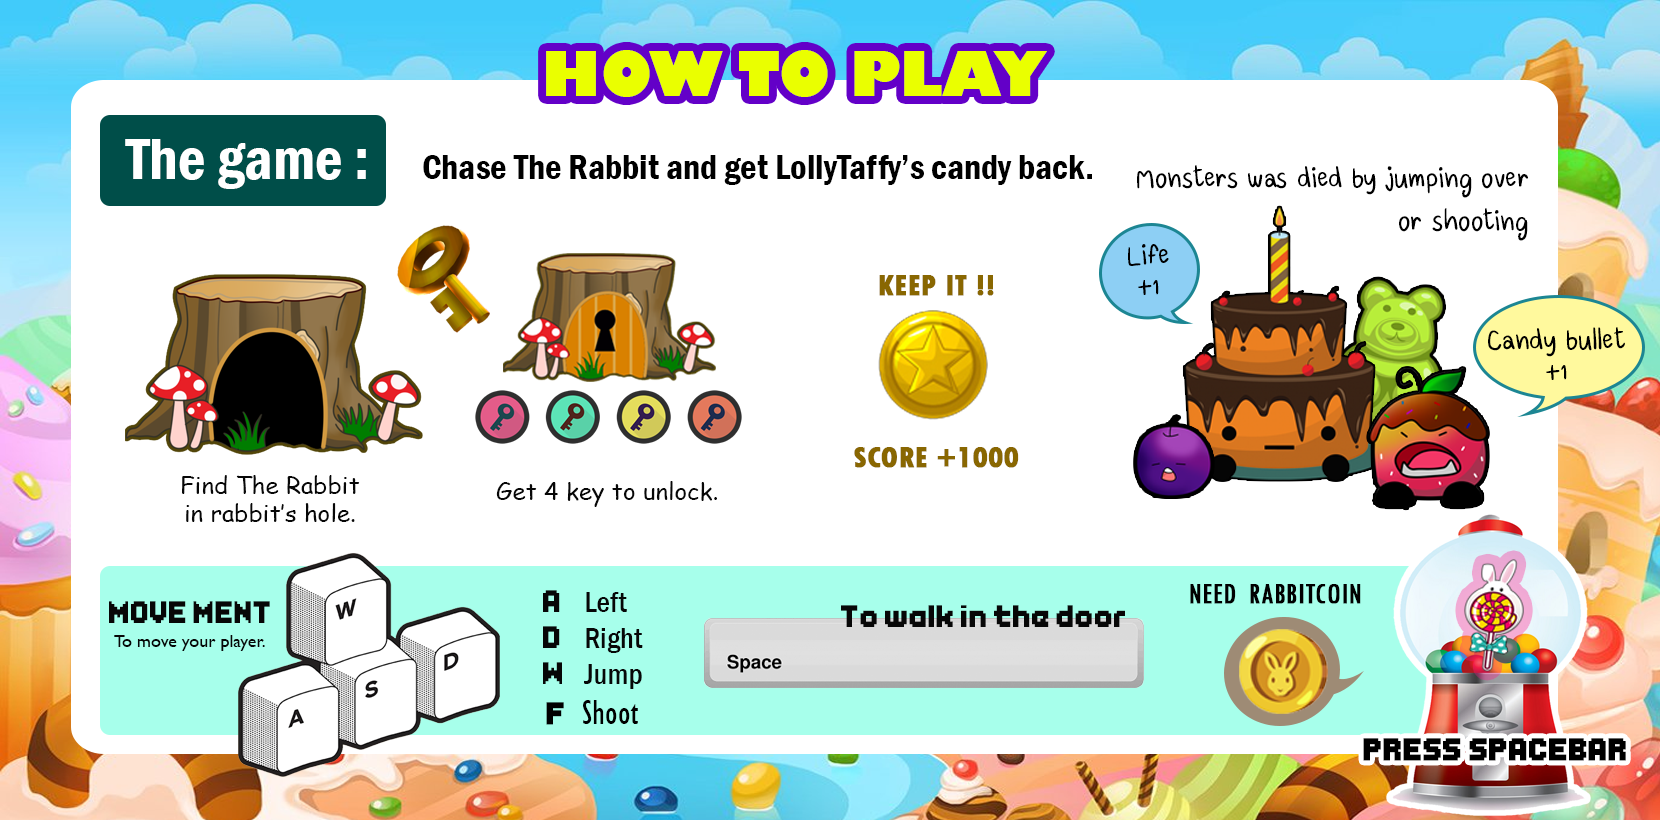 HOW TO PLAY
The game :
Chase The Rabbit and get LollyTaffy’s candy back.
Monsters was died by jumping over
or shooting
Life
+1
Candy bullet
+1
KEEP IT !!
SCORE +1000
Find The Rabbit
in rabbit’s hole.
Get 4 key to unlock.
MOVE MENT
To move your player.
W
A
S
D
A Left
D Right
W Jump
F Shoot
To walk in the door
Space
NEED RABBITCOIN
PRESS SPACEBAR